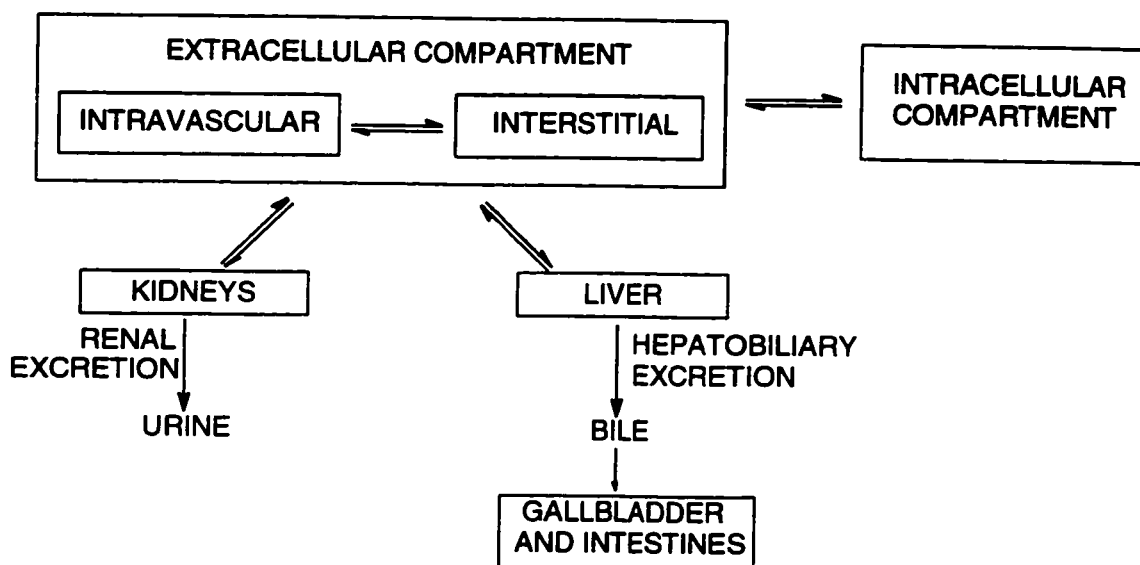 EXTRACELLULAR COMPARTMENT
INTRAVASCULAR
INTERSTITIAL
INTRACELLULAR
COMPARTMENT
KIDNEYS
LIVER
RENAL
EXCRETION
HEPATOBILIARY
EXCRETION
URINE
BILE
GALLBLADDER
AND INTESTINES